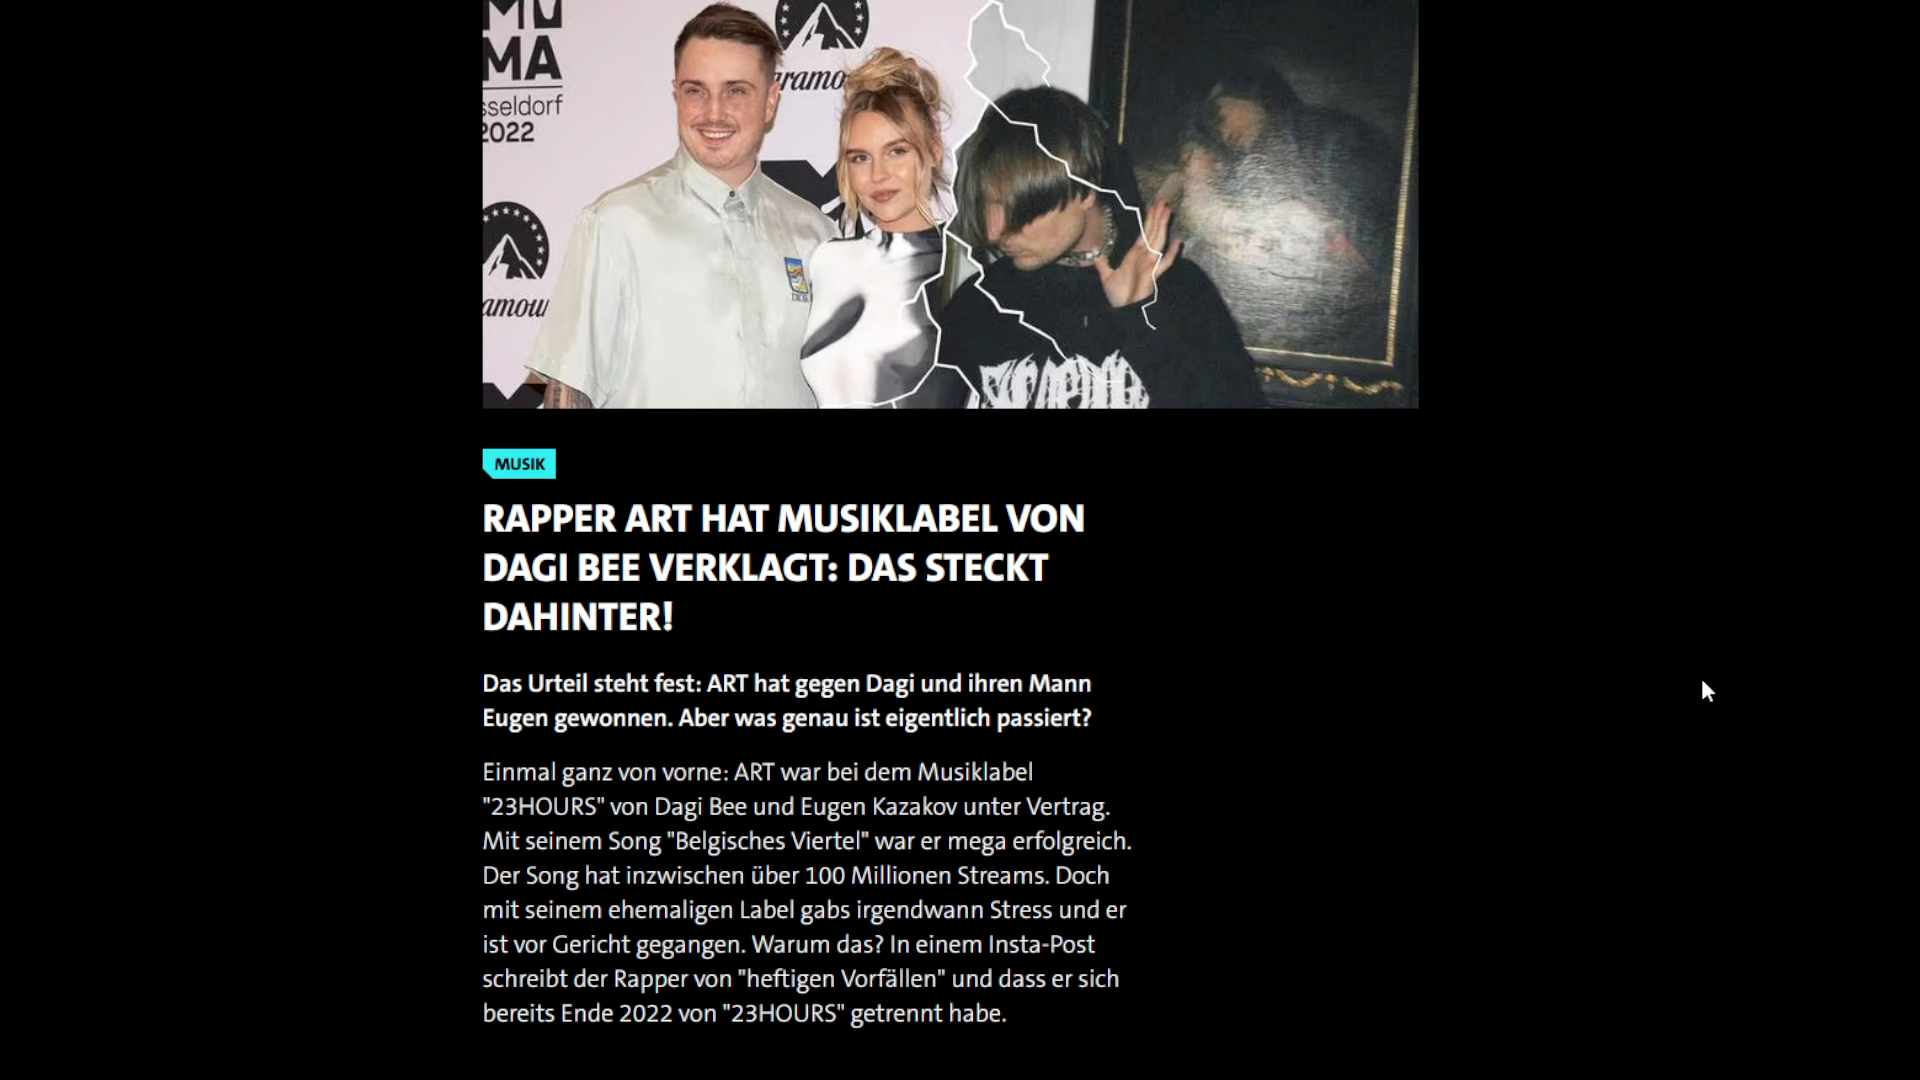 MA
sseldorf
2022
aramo
amour
MUSIK
RAPPER ART HAT MUSIKLABEL VON
DAGI BEE VERKLAGT: DAS STECKT
DAHINTER!
Das Urteil steht fest: ART hat gegen Dagi und ihren Mann
Eugen gewonnen. Aber was genau ist eigentlich passiert?
Einmal ganz von vorne: ART war bei dem Musiklabel
"23HOURS" von Dagi Bee und Eugen Kazakov unter Vertrag.
Mit seinem Song "Belgisches Viertel" war er mega erfolgreich.
Der Song hat inzwischen über 100 Millionen Streams. Doch
mit seinem ehemaligen Label gabs irgendwann Stress und er
ist vor Gericht gegangen. Warum das? In einem Insta-Post
schreibt der Rapper von "heftigen Vorfällen" und dass er sich
bereits Ende 2022 von "23HOURS" getrennt habe.